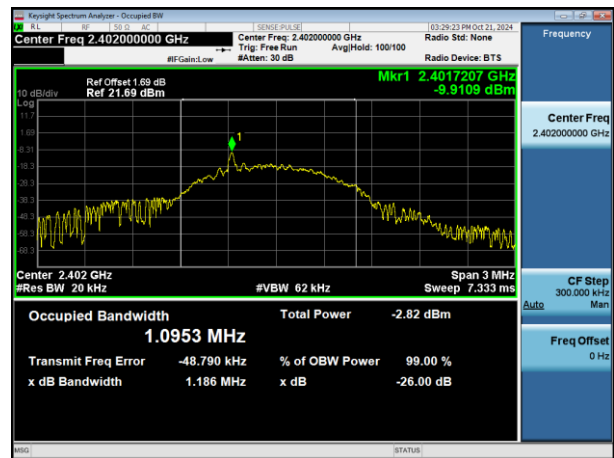 Keysight Spectrum Analyzer - Occupied BW
RL RF 50 Ω AC SENSE:PULSE 03:29:23 PM Oct 21, 2024
Center Freq 2.402000000 GHz Center Freq: 2.402000000 GHz Radio Std: None Frequency
Trig: Free Run Avg|Hold: 100/100
#IFGain:Low #Atten: 30 dB Radio Device: BTS
Mkr1 2.4017207 GHz
-9.9109 dBm
Ref Offset 1.69 dB
10 dB/div Ref 21.69 dBm
Log
11.7
1.69
-8.31
-18.3
-28.3
-38.3
-48.3
-58.3
-68.3
1
Center 2.402 GHz Span 3 MHz
#Res BW 20 kHz #VBW 62 kHz Sweep 7.333 ms
Occupied Bandwidth Total Power -2.82 dBm
1.0953 MHz
Transmit Freq Error -48.790 kHz % of OBW Power 99.00 %
x dB Bandwidth 1.186 MHz x dB -26.00 dB
Center Freq
2.402000000 GHz
CF Step
300.000 kHz
Auto Man
Freq Offset
0 Hz
MSG STATUS